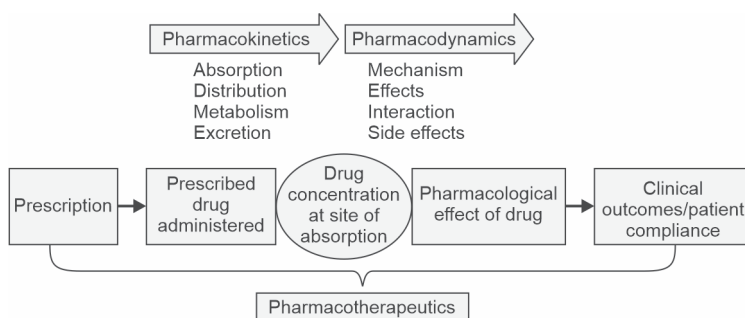 Pharmacokinetics
Pharmacodynamics
Absorption
Distribution
Metabolism
Excretion
Mechanism
Effects
Interaction
Side effects
Prescription
Prescribed
drug
administered
Drug
concentration
at site of
absorption
Pharmacological
effect of drug
Clinical
outcomes/patient
compliance
Pharmacotherapeutics